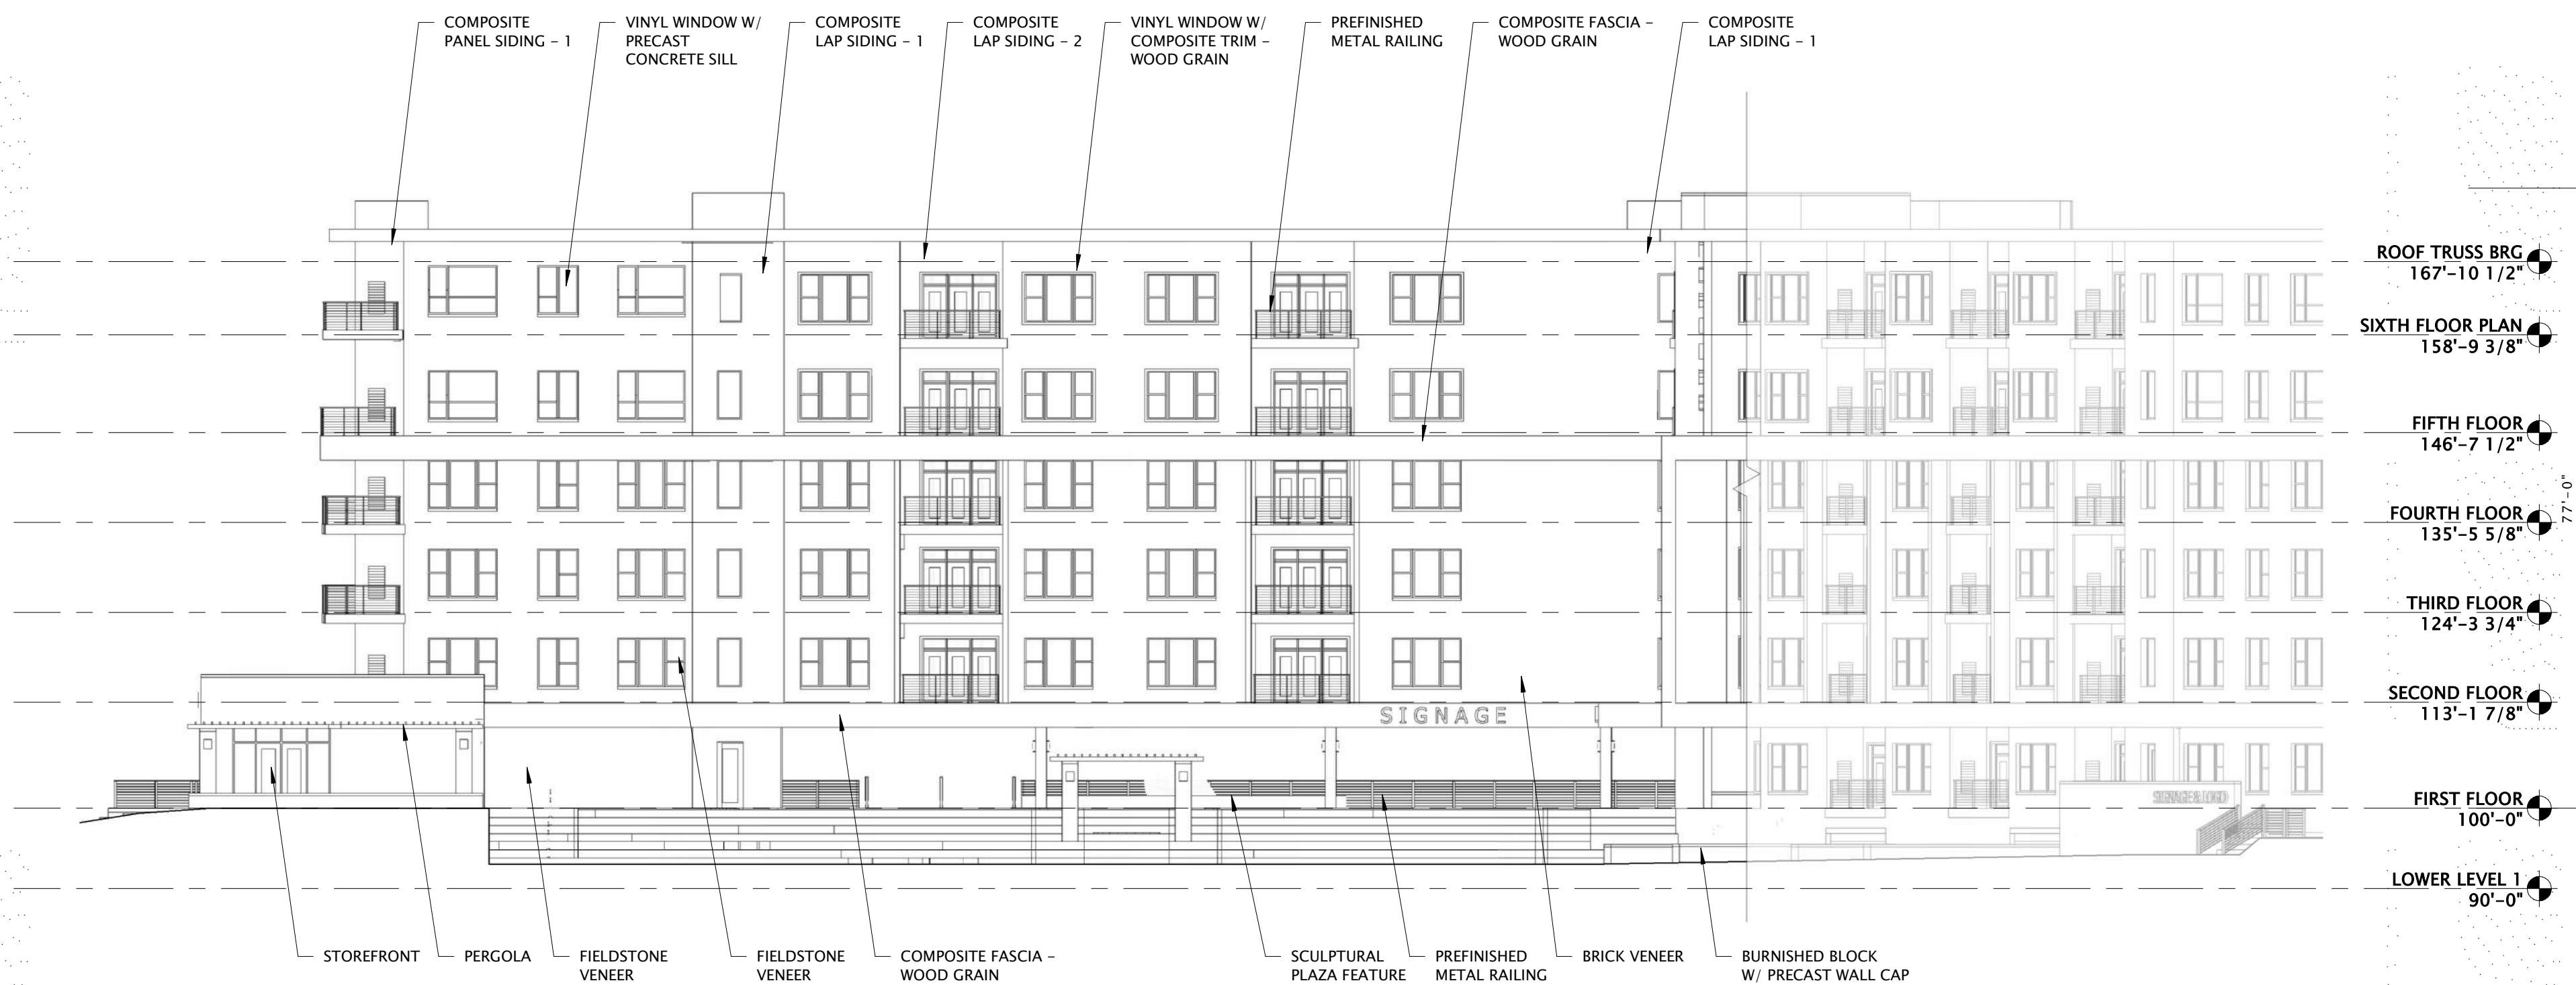 COMPOSITE
PANEL SIDING - 1
VINYL WINDOW W/
PRECAST
CONCRETE SILL
COMPOSITE
LAP SIDING - 1
COMPOSITE
LAP SIDING - 2
VINYL WINDOW W/
COMPOSITE TRIM -
WOOD GRAIN
PREFINISHED
METAL RAILING
COMPOSITE FASCIA -
WOOD GRAIN
COMPOSITE
LAP SIDING - 1
ROOF TRUSS BRG
167'-10 1/2"
SIXTH FLOOR PLAN
158'-9 3/8"
FIFTH FLOOR
146'-7 1/2"
77'-0"
FOURTH FLOOR
135'-5 5/8"
THIRD FLOOR
124'-3 3/4"
SECOND FLOOR
113'-1 7/8"
SIGNAGE
SIGNAGE & LOGO
FIRST FLOOR
100'-0"
LOWER LEVEL 1
90'-0"
STOREFRONT
PERGOLA
FIELDSTONE
VENEER
FIELDSTONE
VENEER
COMPOSITE FASCIA -
WOOD GRAIN
SCULPTURAL
PLAZA FEATURE
PREFINISHED
METAL RAILING
BRICK VENEER
BURNISHED BLOCK
W/ PRECAST WALL CAP